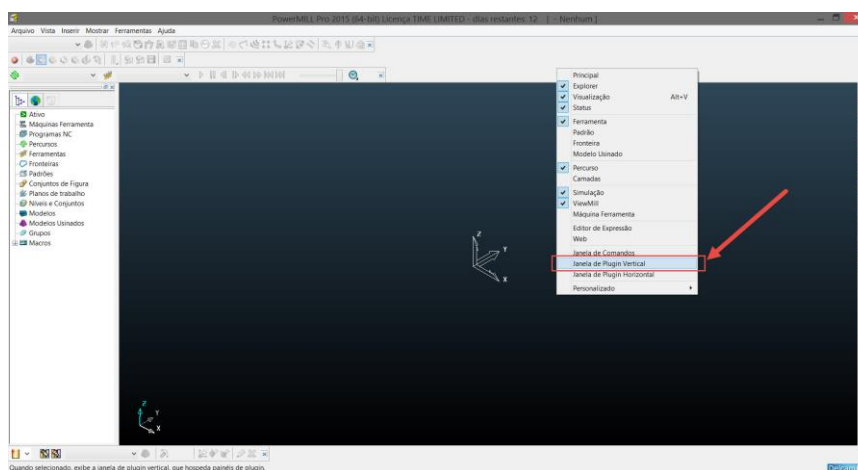 PowerMILL Pro 2015 (64-bit) Licença TIME LIMITED - dias restantes: 12 [ - Nenhum ]
Arquivo Vista Inserir Mostrar Ferramentas Ajuda
Ativo
Máquinas Ferramenta
Programas NC
Percursos
Ferramentas
Fronteiras
Padrões
Conjuntos de Figura
Planos de trabalho
Níveis e Conjuntos
Modelos
Modelos Usinados
Grupos
Macros
Principal
Explorer
Visualização Alt+V
Status
Ferramenta
Padrão
Fronteira
Modelo Usinado
Percurso
Camadas
Simulação
ViewMill
Máquina Ferramenta
Editor de Expressão
Web
Janela de Comandos
Janela de Plugin Vertical
Janela de Plugin Horizontal
Personalizado
Z
Y
X
Z
Y
X
Quando selecionado, exibe a janela de plugin vertical, que hospeda painéis de plugin.
Delcam